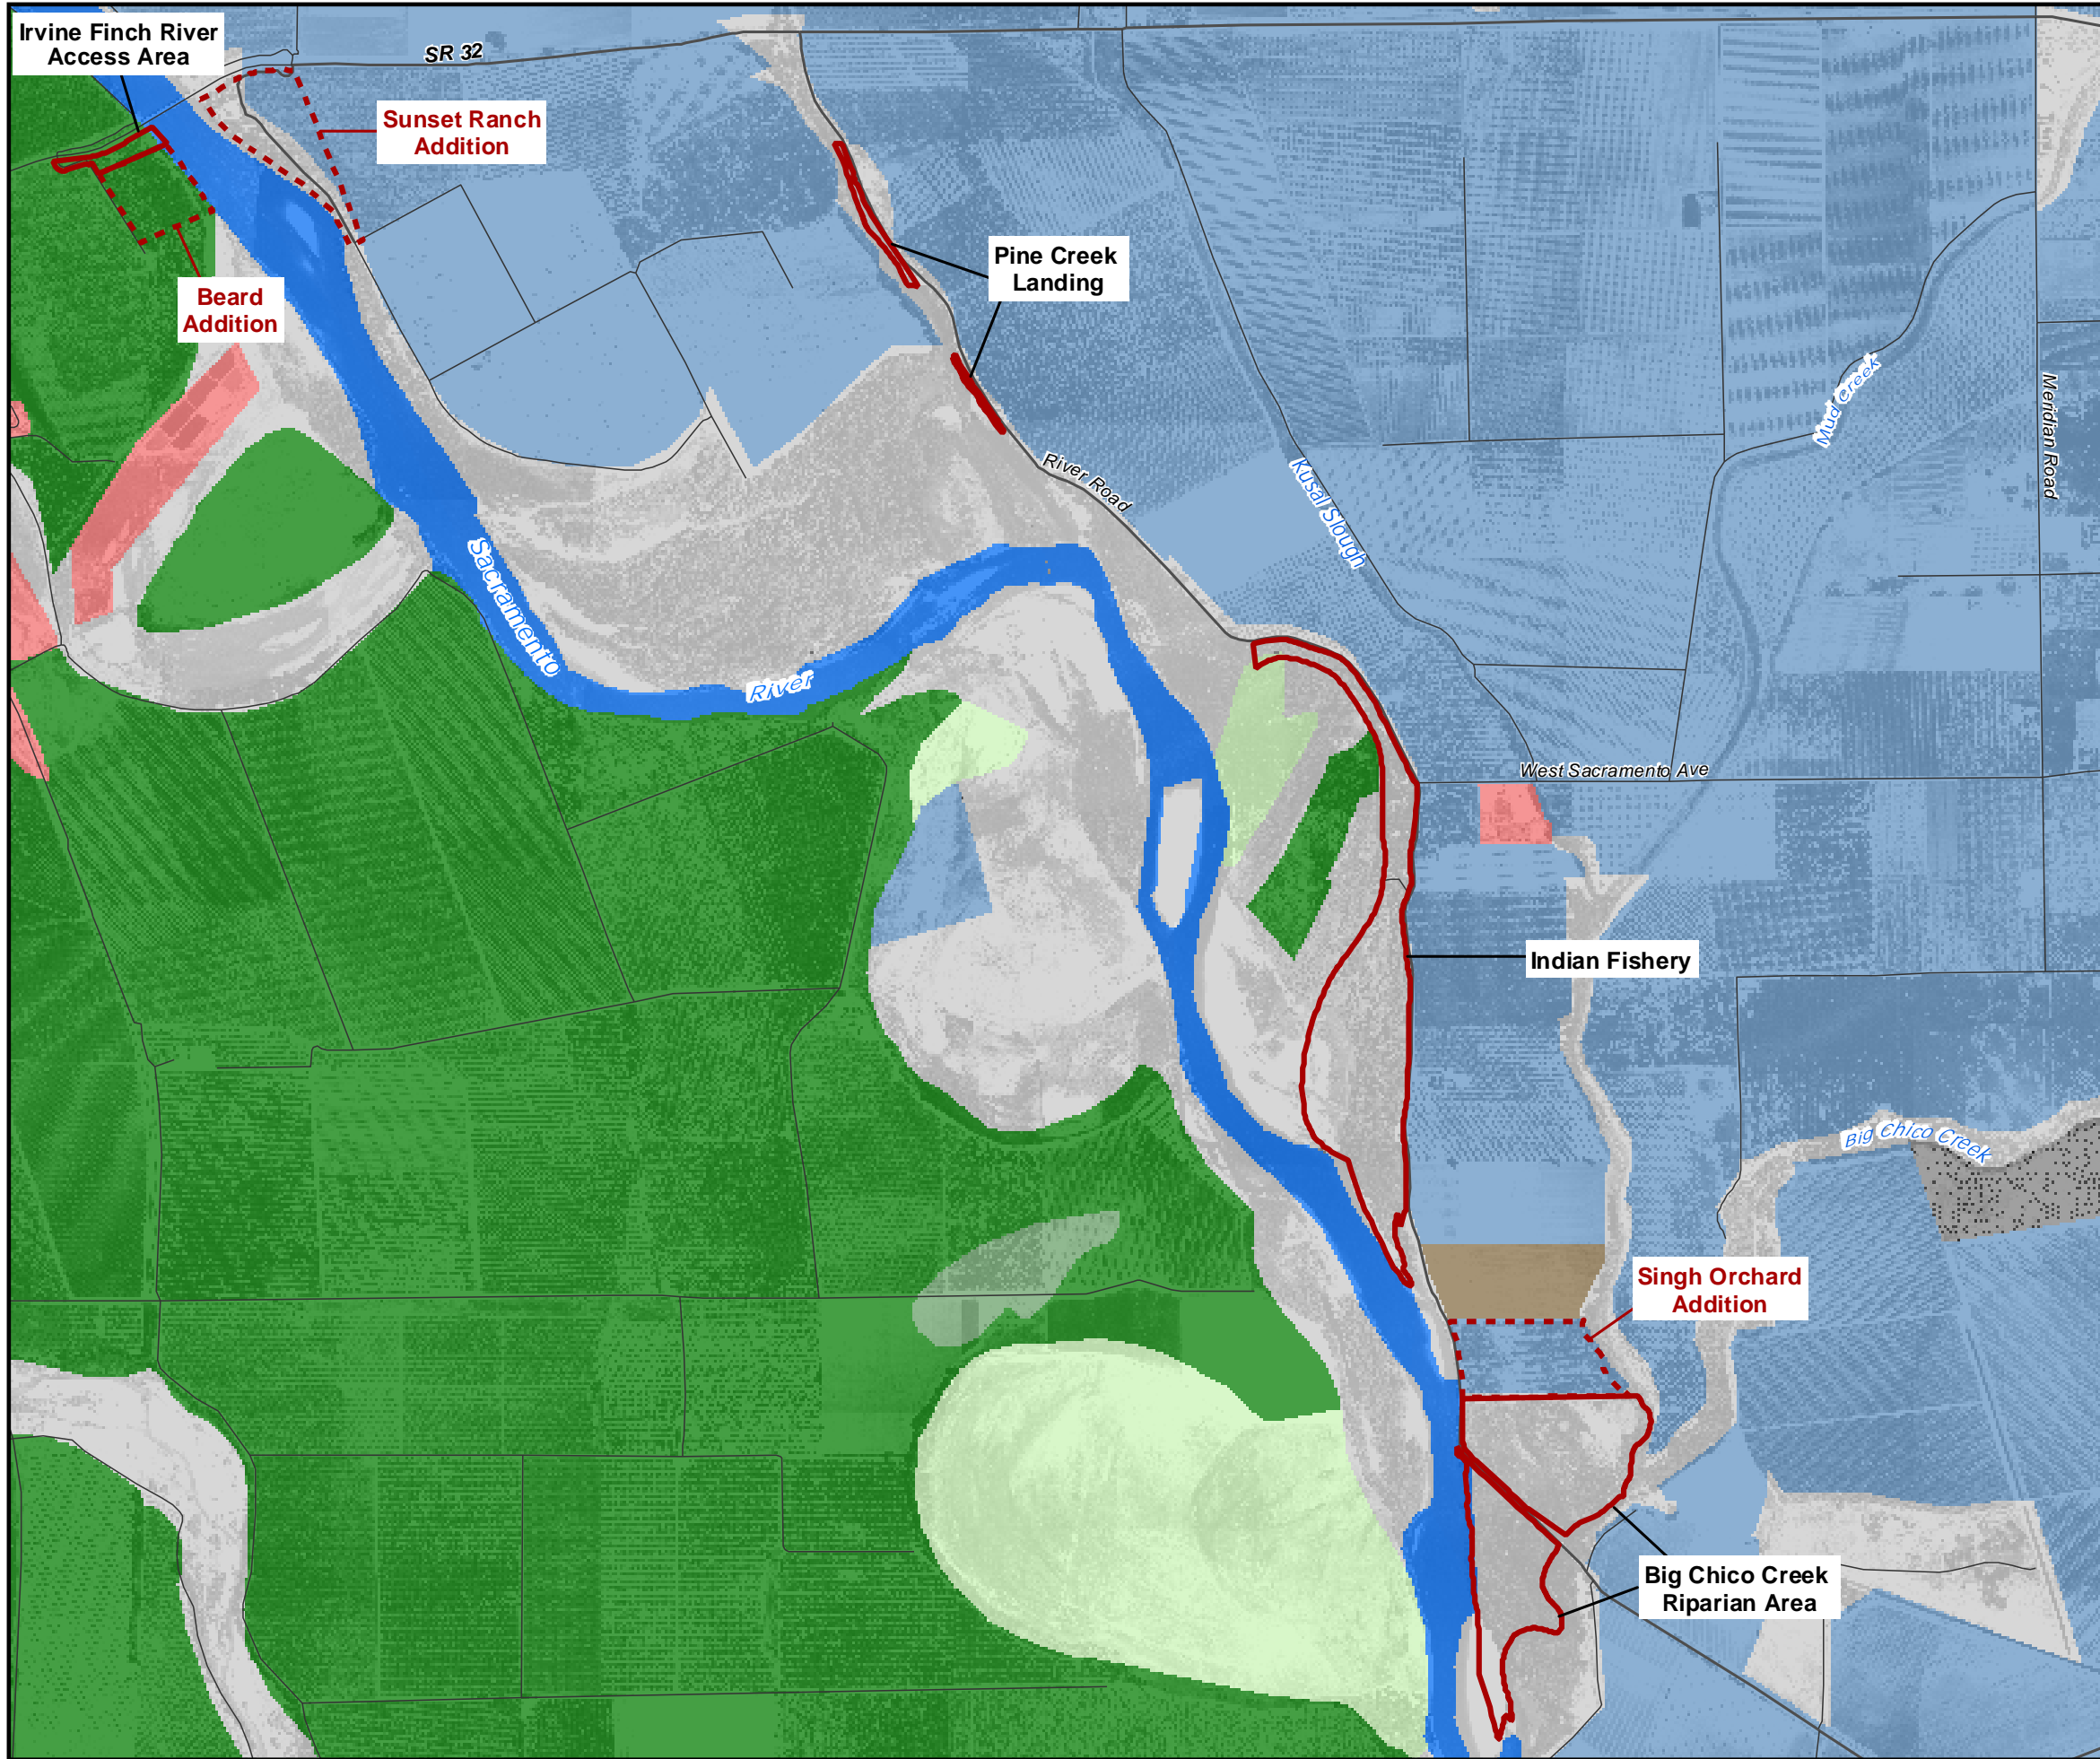 Irvine Finch River
Access Area
SR 32
Sunset Ranch
Addition
Pine Creek
Landing
Beard
Addition
Mud Creek
Meridian Road
River Road
Kusal Slough
Sacramento
River
West Sacramento Ave
Indian Fishery
Big Chico Creek
Singh Orchard
Addition
Big Chico Creek
Riparian Area